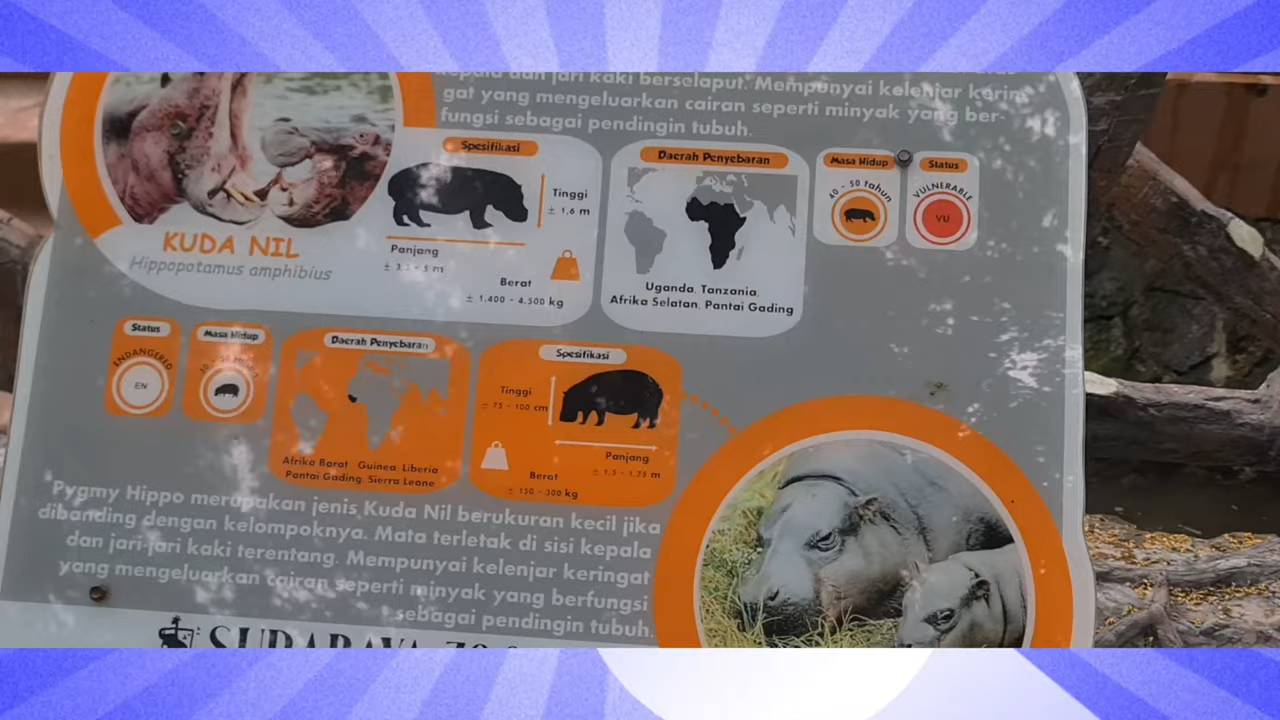 kepala dan jari kaki berselaput. Mempunyai kelenjar kerin-
gat yang mengeluarkan cairan seperti minyak yang ber-
fungsi sebagai pendingin tubuh.
KUDA NIL
Hippopotamus amphibius
Spesifikasi
Tinggi
± 1,6 m
Panjang
m
Berat
± 1.400 - 4.500 kg
Daerah Penyebaran
Uganda, Tanzania,
Afrika Selatan, Pantai Gading
Masa Hidup
40 - 50 tahun
Status
VULNERABLE
VU
Status
ENDANGERED
EN
Masa Hidup
Daerah Penyebaran
Afrika Barat Guinea, Liberia
Pantai Gading, Sierra Leone
Spesifikasi
Tinggi
± 75 - 100 cm
Panjang
± 1,5 - 1,75 m
Berat
± 150 - 300 kg
Pygmy Hippo merupakan jenis Kuda Nil berukuran kecil jika
dibanding dengan kelompoknya. Mata terletak di sisi kepala
dan jari-jari kaki terentang. Mempunyai kelenjar keringat
yang mengeluarkan cairan seperti minyak yang berfungsi
sebagai pendingin tubuh.
SURABAYA ZOO